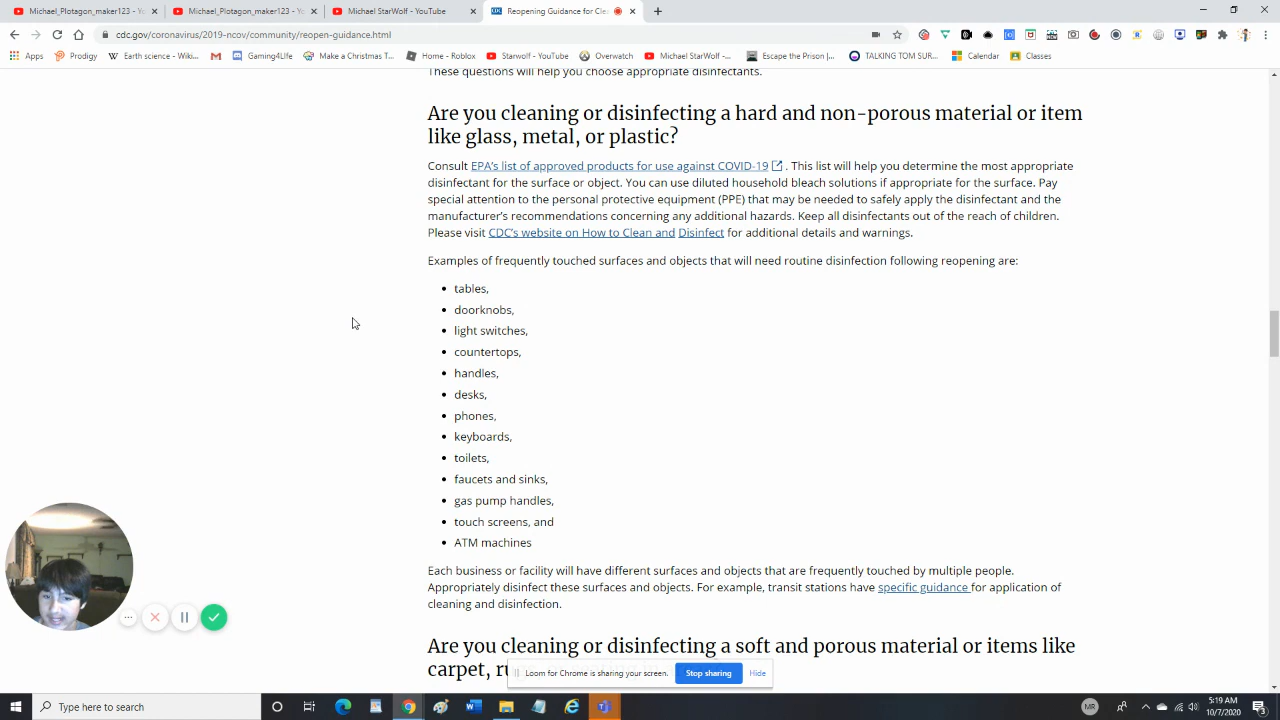 Michael_Plotagon_maker123 - Yo
Michael_Plotagon_maker123 - Yo
Michael StarWolf - YouTube
Reopening Guidance for Cle
cdc.gov/coronavirus/2019-ncov/community/reopen-guidance.html
Apps
Prodigy
Earth science - Wiki...
Gaming4LIfe
Make a Christmas T...
Home - Roblox
Starwolf - YouTube
Overwatch
Michael StarWolf -...
Escape the Prison |...
TALKING TOM SUR...
Calendar
Classes
These questions will help you choose appropriate disinfectants.
Are you cleaning or disinfecting a hard and non-porous material or item
like glass, metal, or plastic?
Consult EPA's list of approved products for use against COVID-19 . This list will help you determine the most appropriate
disinfectant for the surface or object. You can use diluted household bleach solutions if appropriate for the surface. Pay
special attention to the personal protective equipment (PPE) that may be needed to safely apply the disinfectant and the
manufacturer's recommendations concerning any additional hazards. Keep all disinfectants out of the reach of children.
Please visit CDC's website on How to Clean and Disinfect for additional details and warnings.
Examples of frequently touched surfaces and objects that will need routine disinfection following reopening are:
• tables,
• doorknobs,
• light switches,
• countertops,
• handles,
• desks,
• phones,
• keyboards,
• toilets,
• faucets and sinks,
• gas pump handles,
• touch screens, and
• ATM machines
Each business or facility will have different surfaces and objects that are frequently touched by multiple people.
Appropriately disinfect these surfaces and objects. For example, transit stations have specific guidance for application of
cleaning and disinfection.
Are you cleaning or disinfecting a soft and porous material or items like
carpet,
Loom for Chrome is sharing your screen.
Stop sharing
Hide
Type here to search
MR
5:19 AM
10/7/2020